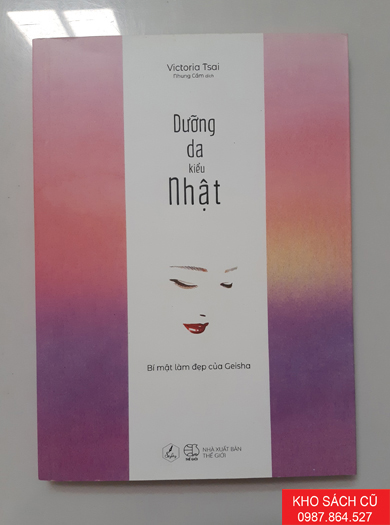 Victoria Tsai
Nhung Cẩm dịch
Dưỡng
da
kiểu
Nhật
Bí mật làm đẹp của Geisha
NHÀ XUẤT BẢN
THẾ GIỚI
KHO SÁCH CŨ
0987.864.527